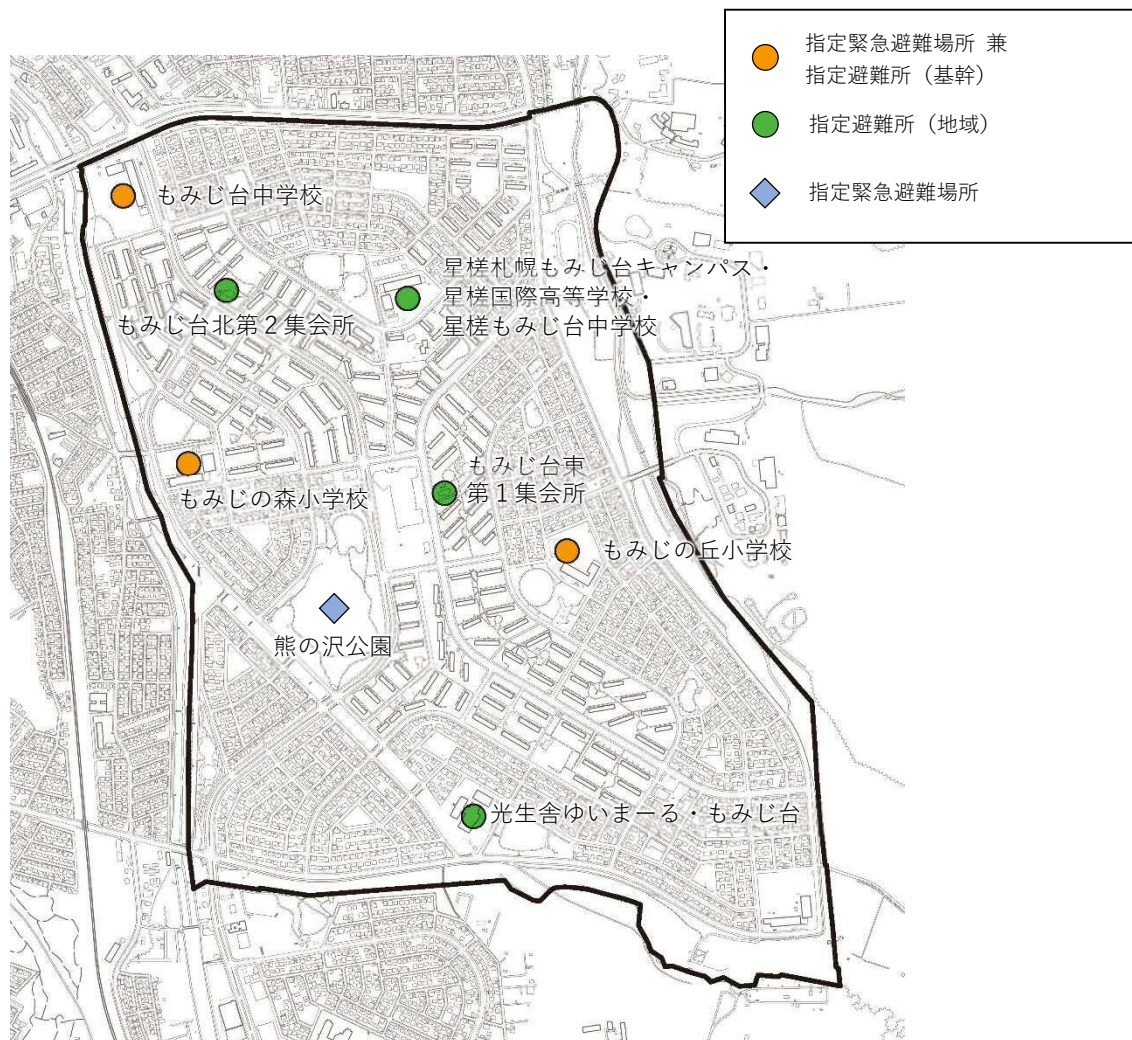 指定緊急避難場所 兼
指定避難所（基幹）
指定避難所（地域）
指定緊急避難場所
もみじ台中学校
星槎札幌もみじ台キャンパス・
星槎国際高等学校・
星槎もみじ台中学校
もみじ台北第２集会所
もみじ台東
第１集会所
もみじの森小学校
もみじの丘小学校
熊の沢公園
光生舎ゆいまーる・もみじ台